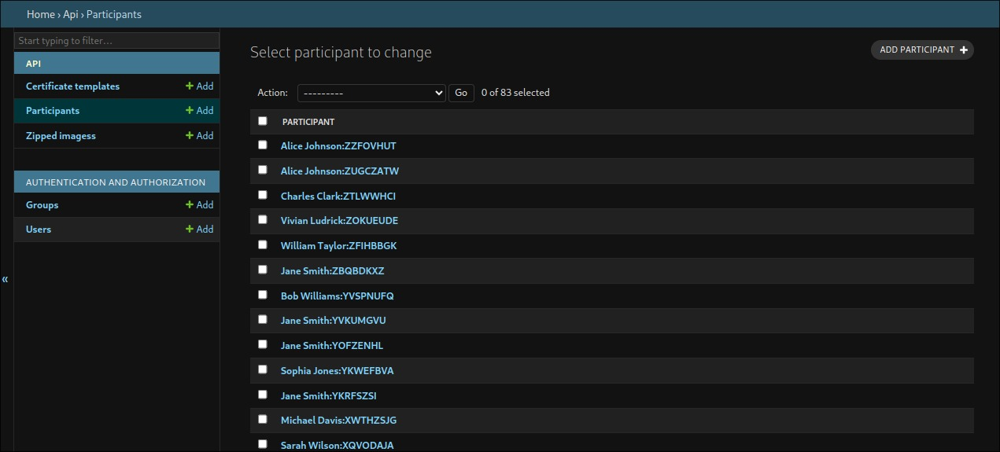 Home › Api › Participants
Start typing to filter…
API
Certificate templates + Add
Participants + Add
Zipped imagess + Add
AUTHENTICATION AND AUTHORIZATION
Groups + Add
Users + Add
«
Select participant to change
ADD PARTICIPANT +
Action: --------- Go 0 of 83 selected
PARTICIPANT
Alice Johnson:ZZFOVHUT
Alice Johnson:ZUGCZATW
Charles Clark:ZTLWWHCI
Vivian Ludrick:ZOKUEUDE
William Taylor:ZFIHBBGK
Jane Smith:ZBQBDKXZ
Bob Williams:YVSPNUFQ
Jane Smith:YVKUMGVU
Jane Smith:YOFZENHL
Sophia Jones:YKWEFBVA
Jane Smith:YKRFSZSI
Michael Davis:XWTHZSJG
Sarah Wilson:XQVODAJA